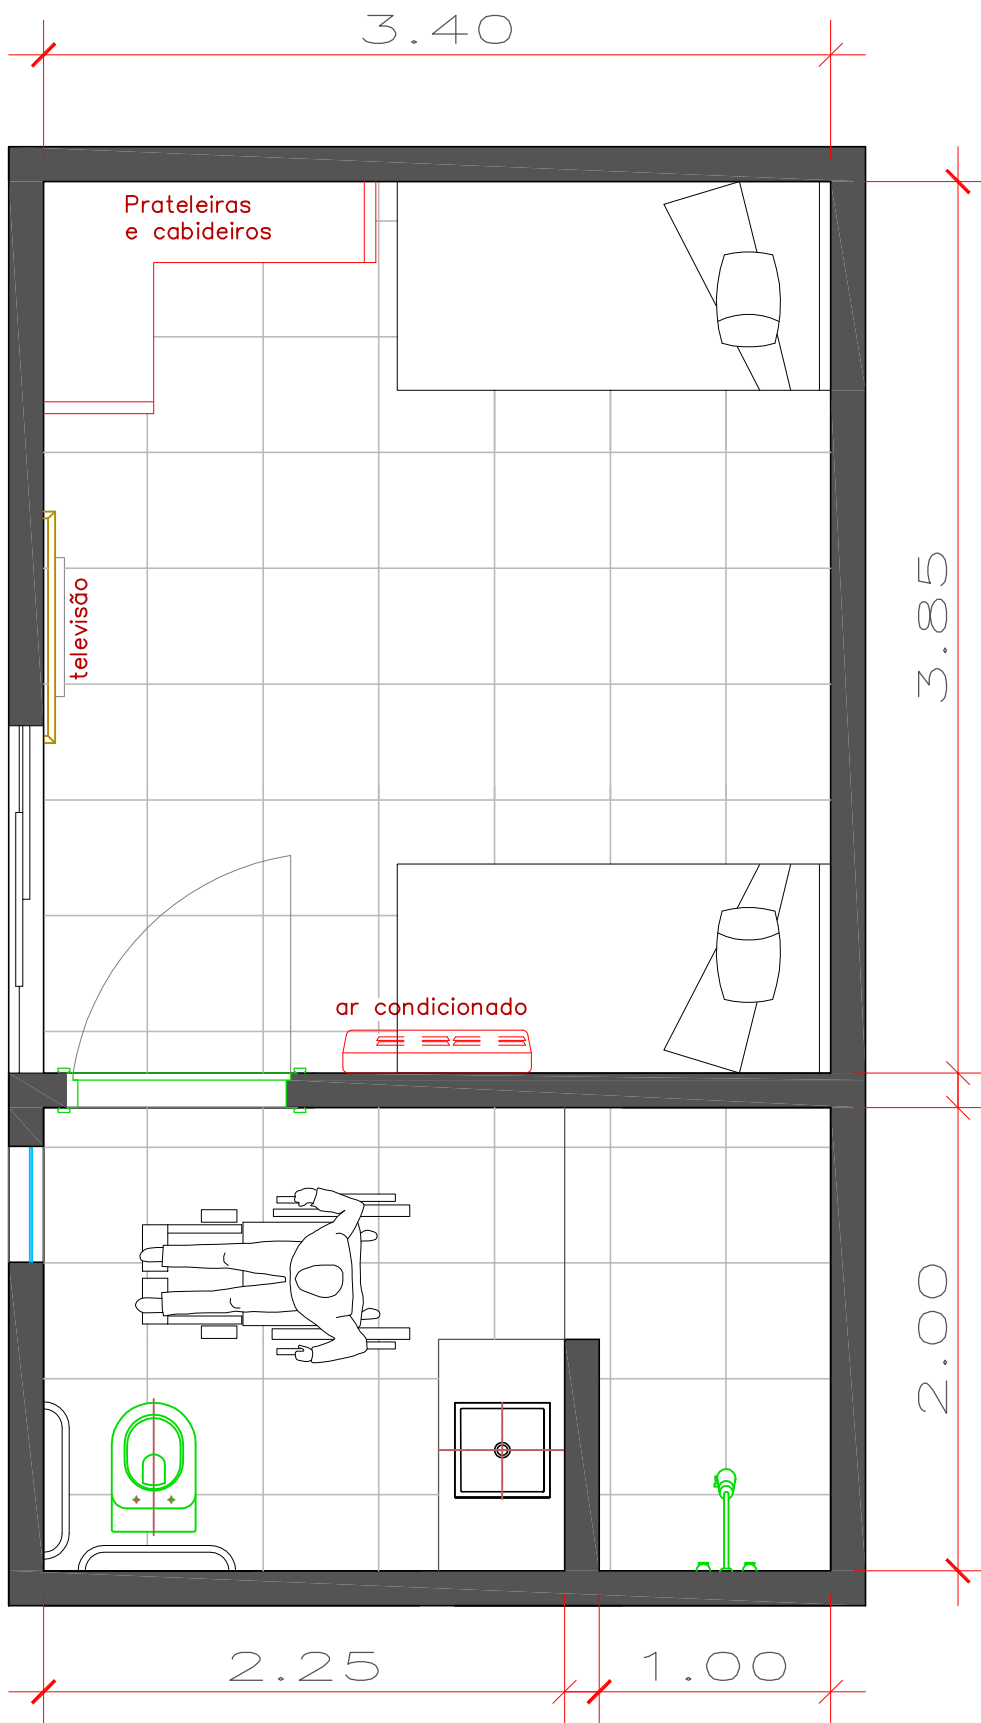 3.40
Prateleiras
e cabideiros
televisão
3.85
ar condicionado
2.00
2.25
1.00